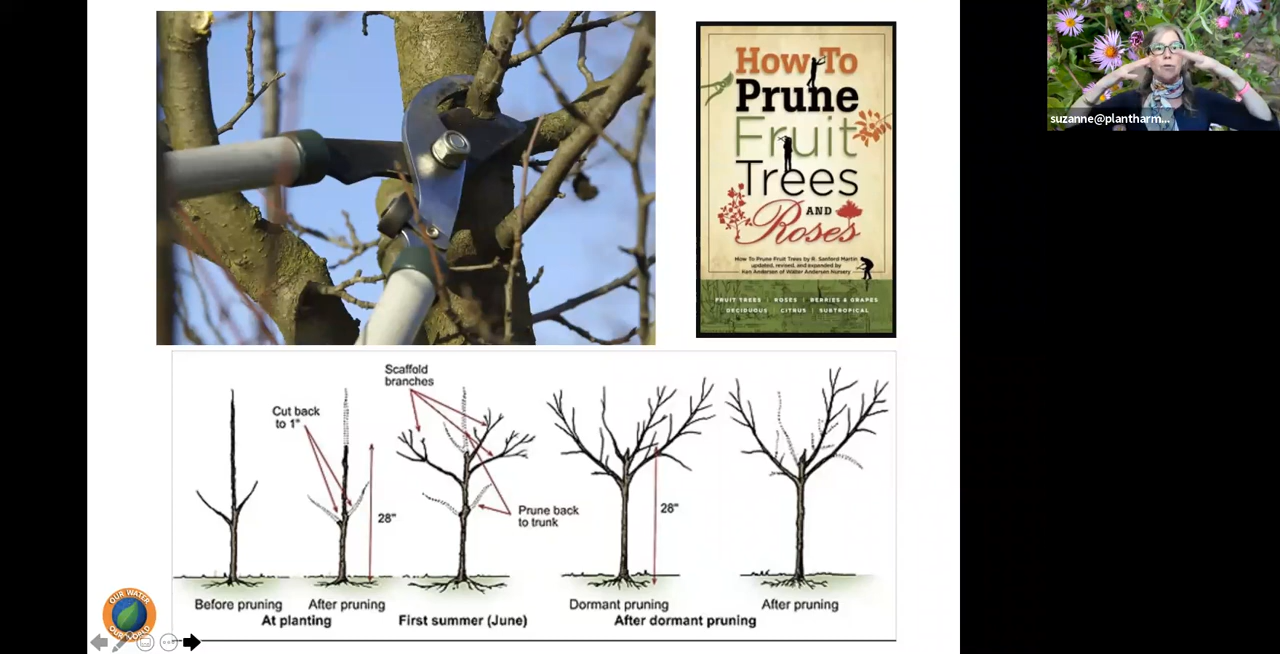 How To
Prune
Fruit
Trees
AND
Roses
How To Prune Fruit Trees by R. Sanford Martin
updated, revised, and expanded by
Ken Andersen of Walter Andersen Nursery
FRUIT TREES | ROSES | BERRIES & GRAPES
DECIDUOUS | CITRUS | SUBTROPICAL
suzanne@plantharm...
Scaffold
branches
Cut back
to 1"
28"
Prune back
to trunk
28"
Before pruning
After pruning
At planting
First summer (June)
Dormant pruning
After pruning
After dormant pruning
OUR WATER
OUR WORLD